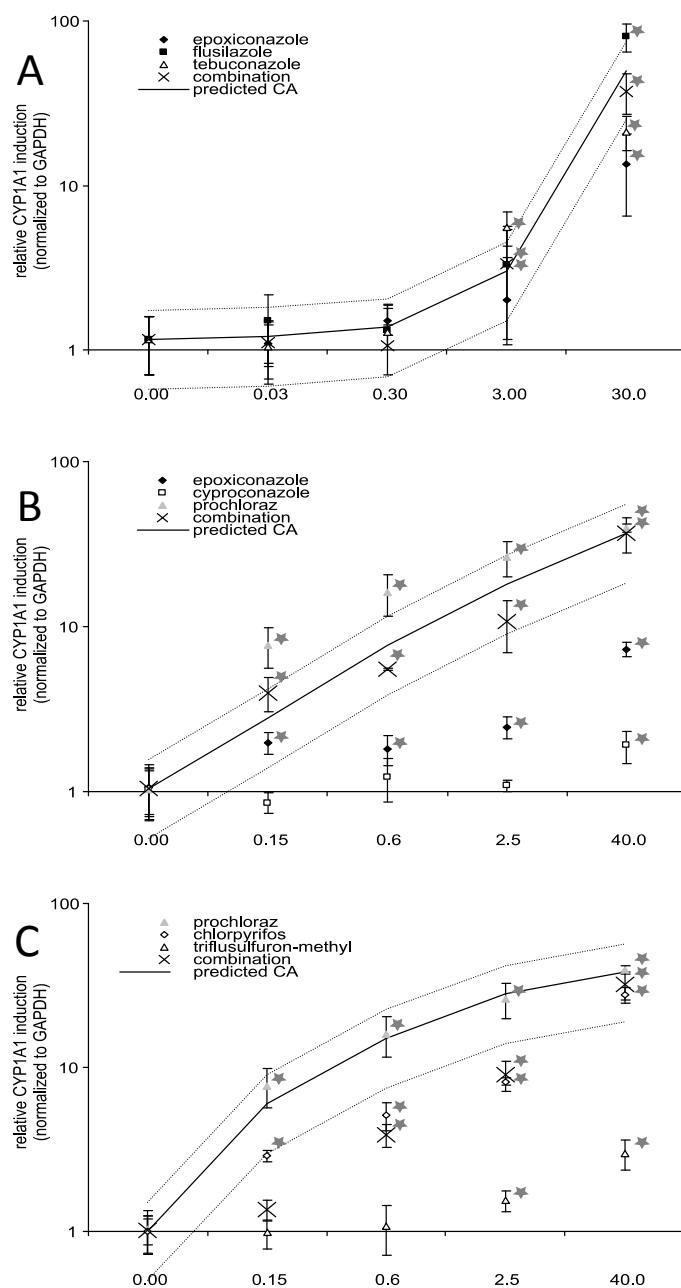 A
100
10
1
relative CYP1A1 induction
(normalized to GAPDH)
epoxiconazole
flusilazole
tebuconazole
combination
predicted CA
0.00 0.03 0.30 3.00 30.0
B
100
10
1
relative CYP1A1 induction
(normalized to GAPDH)
epoxiconazole
cyproconazole
prochloraz
combination
predicted CA
0.00 0.15 0.6 2.5 40.0
C
100
10
1
relative CYP1A1 induction
(normalized to GAPDH)
prochloraz
chlorpyrifos
triflusulfuron-methyl
combination
predicted CA
0.00 0.15 0.6 2.5 40.0